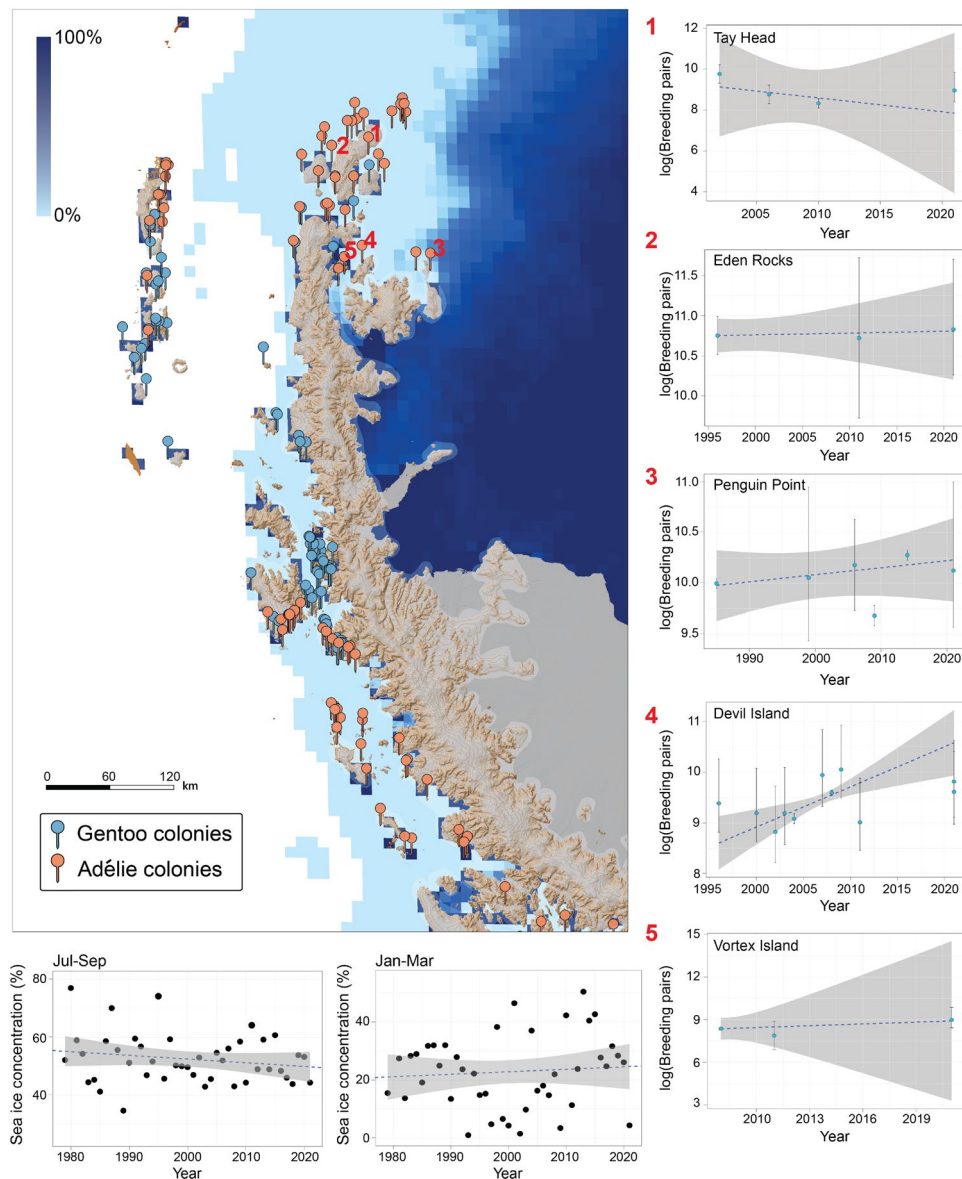 100%
0%
1
2
3
4
5
0 60 120
km
Gentoo colonies
Adélie colonies
1
Tay Head
12
10
8
6
4
log(Breeding pairs)
2005 2010 2015 2020
Year
2
Eden Rocks
11.5
11.0
10.5
10.0
log(Breeding pairs)
1995 2000 2005 2010 2015 2020
Year
3
Penguin Point
11.0
10.5
10.0
9.5
log(Breeding pairs)
1990 2000 2010 2020
Year
4
Devil Island
11
10
9
8
log(Breeding pairs)
1995 2000 2005 2010 2015 2020
Year
5
Vortex Island
15
12
9
6
3
log(Breeding pairs)
2010 2013 2016 2019
Year
Jul-Sep
80
60
40
Sea ice concentration (%)
1980 1990 2000 2010 2020
Year
Jan-Mar
40
20
0
Sea ice concentration (%)
1980 1990 2000 2010 2020
Year